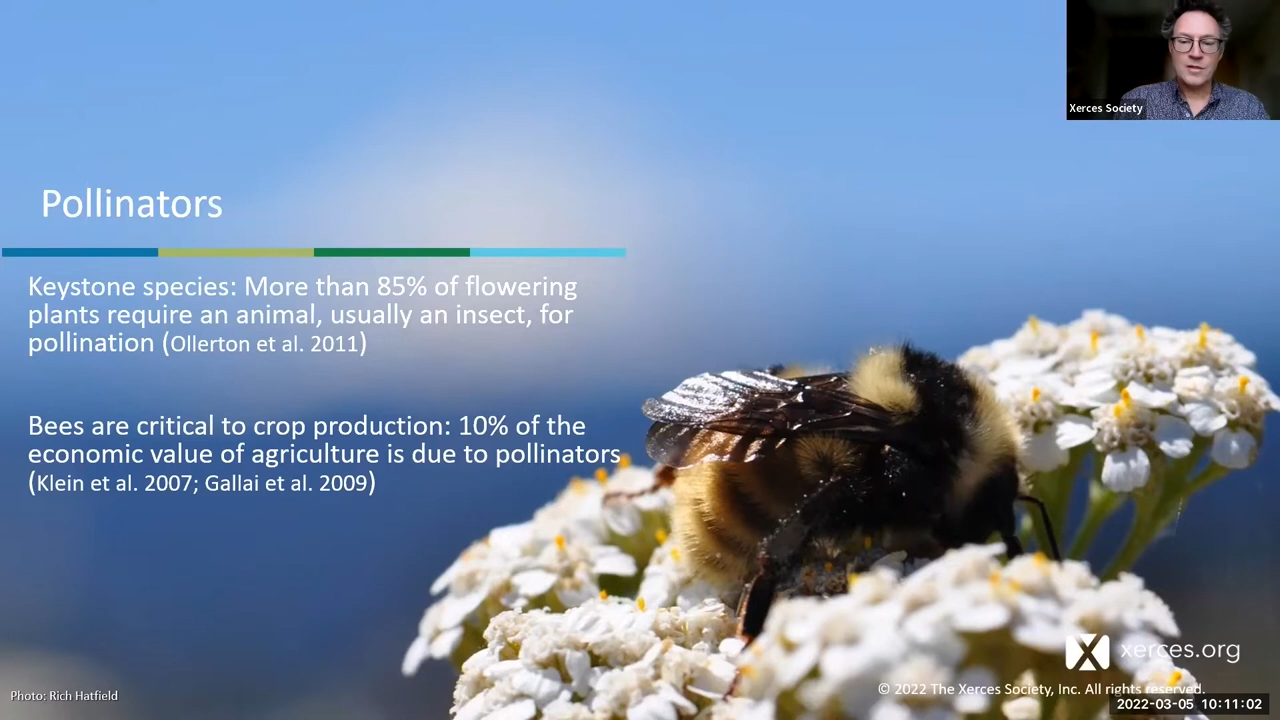 Xerces Society
Pollinators
Keystone species: More than 85% of flowering
plants require an animal, usually an insect, for
pollination (Ollerton et al. 2011)
Bees are critical to crop production: 10% of the
economic value of agriculture is due to pollinators
(Klein et al. 2007; Gallai et al. 2009)
xerces.org
Photo: Rich Hatfield
© 2022 The Xerces Society, Inc. All rights reserved.
2022-03-05 10:11:02